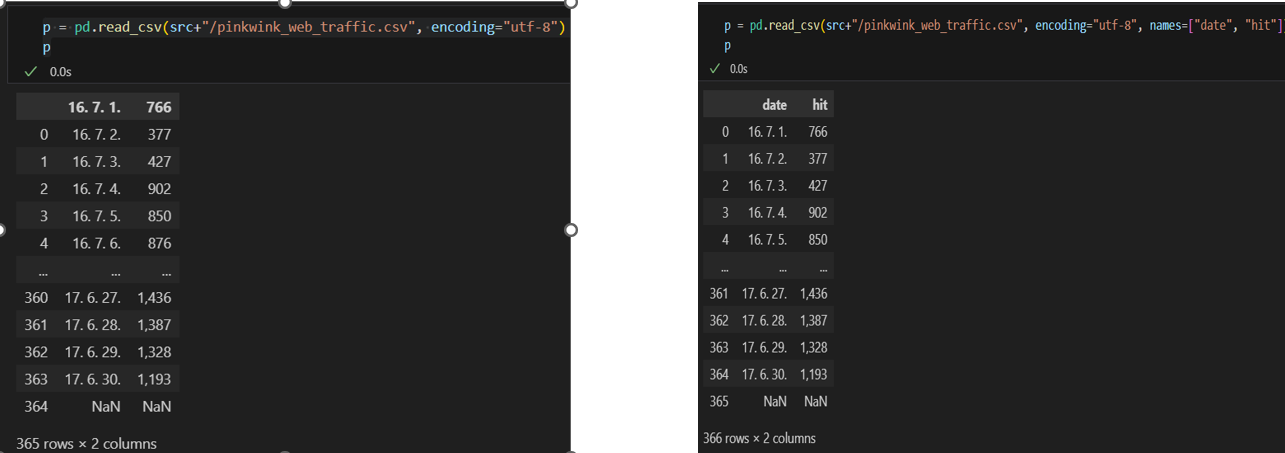 p = pd.read_csv(src+"/pinkwink_web_traffic.csv", encoding="utf-8")
p
0.0s
16. 7. 1. 766
0 16. 7. 2. 377
1 16. 7. 3. 427
2 16. 7. 4. 902
3 16. 7. 5. 850
4 16. 7. 6. 876
... ... ...
360 17. 6. 27. 1,436
361 17. 6. 28. 1,387
362 17. 6. 29. 1,328
363 17. 6. 30. 1,193
364 NaN NaN
365 rows × 2 columns
p = pd.read_csv(src+"/pinkwink_web_traffic.csv", encoding="utf-8", names=["date", "hit"]
p
0.0s
date hit
0 16. 7. 1. 766
1 16. 7. 2. 377
2 16. 7. 3. 427
3 16. 7. 4. 902
4 16. 7. 5. 850
... ... ...
361 17. 6. 27. 1,436
362 17. 6. 28. 1,387
363 17. 6. 29. 1,328
364 17. 6. 30. 1,193
365 NaN NaN
366 rows × 2 columns